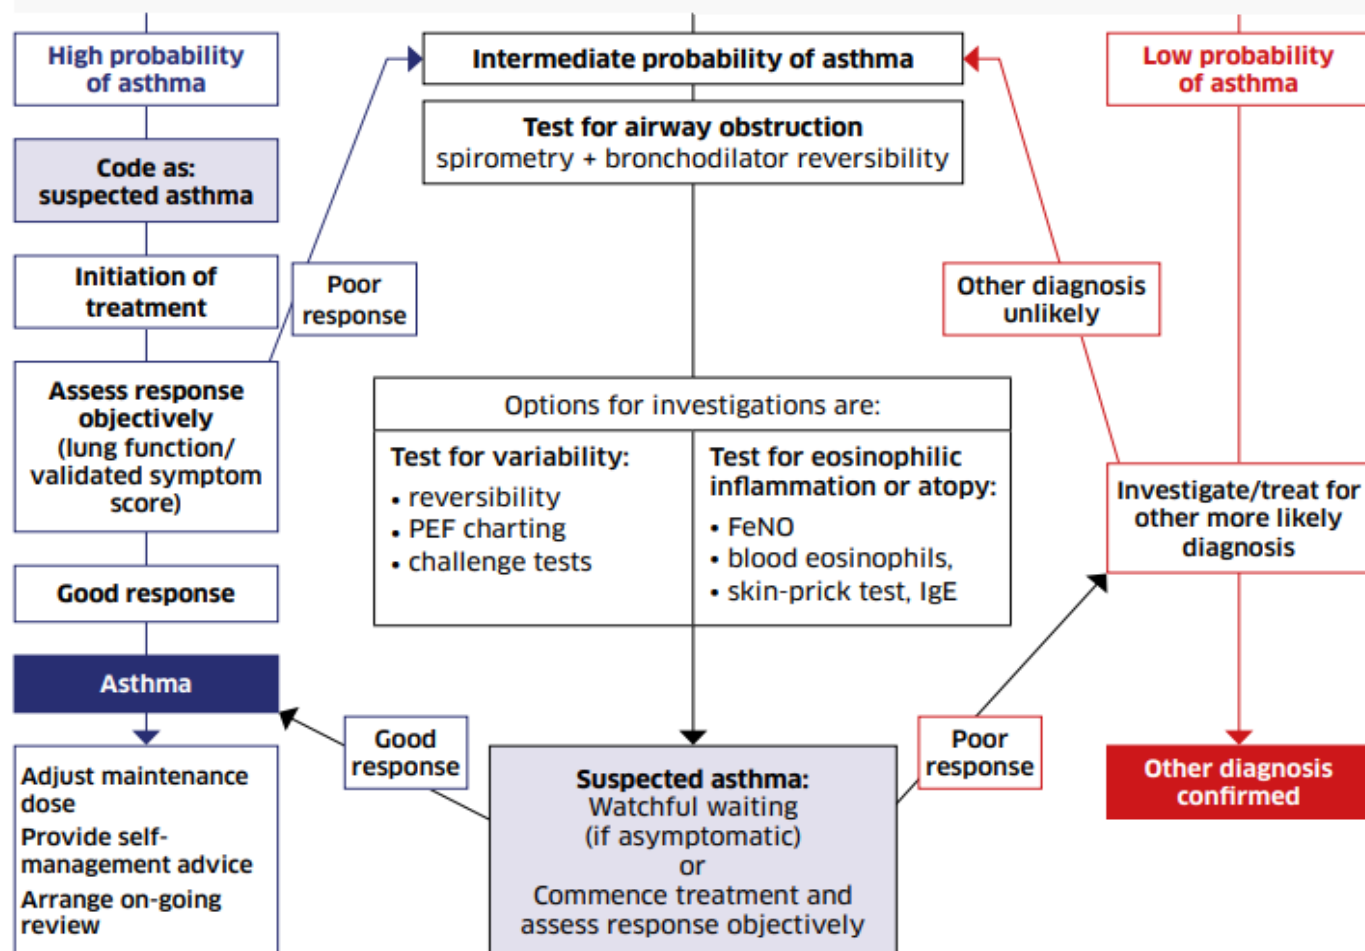 High probability
of asthma
Code as:
suspected asthma
Initiation of
treatment
Poor
response
Assess response
objectively
(lung function/
validated symptom
score)
Good response
Asthma
Adjust maintenance
dose
Provide self-
management advice
Arrange on-going
review
Intermediate probability of asthma
Test for airway obstruction
spirometry + bronchodilator reversibility
Options for investigations are:
Test for variability:
• reversibility
• PEF charting
• challenge tests
Test for eosinophilic
inflammation or atopy:
• FeNO
• blood eosinophils,
• skin-prick test, IgE
Good
response
Suspected asthma:
Watchful waiting
(if asymptomatic)
or
Commence treatment and
assess response objectively
Poor
response
Low probability
of asthma
Other diagnosis
unlikely
Investigate/treat for
other more likely
diagnosis
Other diagnosis
confirmed